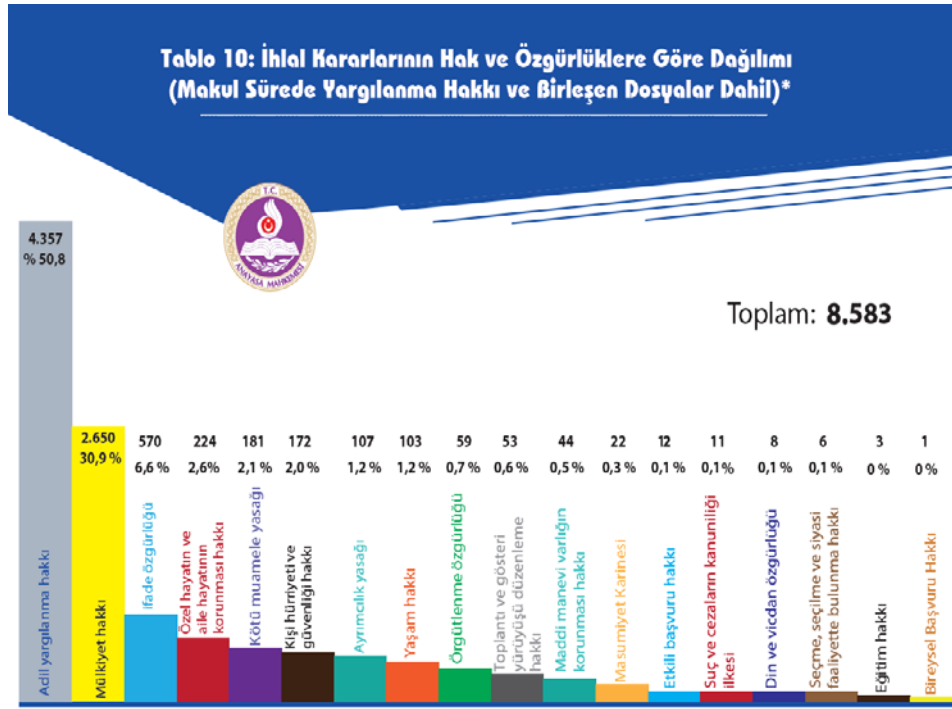 Tablo 10: İhlal Kararlarının Hak ve Özgürlüklere Göre Dağılımı
(Makul Sürede Yargılanma Hakkı ve Birleşen Dosyalar Dahil)*
T.C.
ANAYASA MAHKEMESİ
Toplam: 8.583
4.357
% 50,8
Adil yargılanma hakkı
2.650
30,9 %
Mülkiyet hakkı
570
6,6 %
İfade özgürlüğü
224
2,6%
Özel hayatın ve
aile hayatının
korunması hakkı
181
2,1 %
Kötü muamele yasağı
172
2,0 %
Kişi hürriyeti ve
güvenliği hakkı
107
1,2 %
Ayrımcılık yasağı
103
1,2 %
Yaşam hakkı
59
0,7 %
Örgütlenme özgürlüğü
53
0,6 %
Toplantı ve gösteri
yürüyüşü düzenleme
hakkı
44
0,5 %
Maddi manevi varlığın
korunması hakkı
22
0,3 %
Masumiyet Karinesi
12
0,1 %
Etkili başvuru hakkı
11
0,1%
Suç ve cezaların kanuniliği
ilkesi
8
0,1 %
Din ve vicdan özgürlüğü
6
0,1 %
Seçme, seçilme ve siyasi
faaliyette bulunma hakkı
3
0 %
Eğitim hakkı
1
0%
Bireysel Başvuru Hakkı